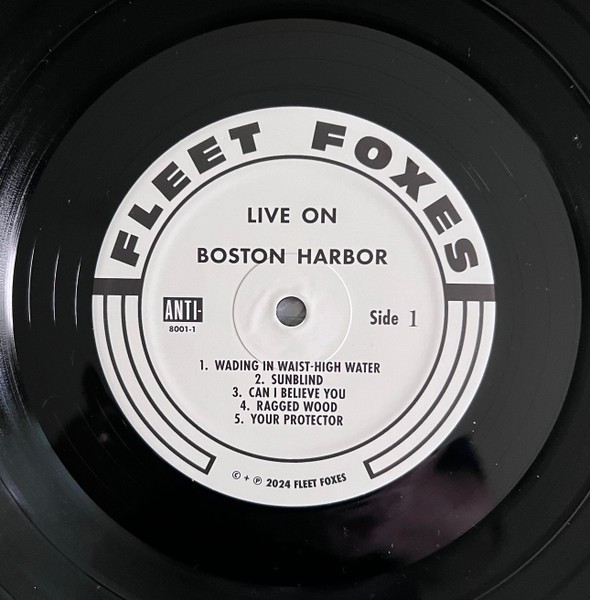 FLEET FOXES
LIVE ON
BOSTON HARBOR
ANTI-
8001-1
Side 1
1. WADING IN WAIST-HIGH WATER
2. SUNBLIND
3. CAN I BELIEVE YOU
4. RAGGED WOOD
5. YOUR PROTECTOR
© + ℗ 2024 FLEET FOXES